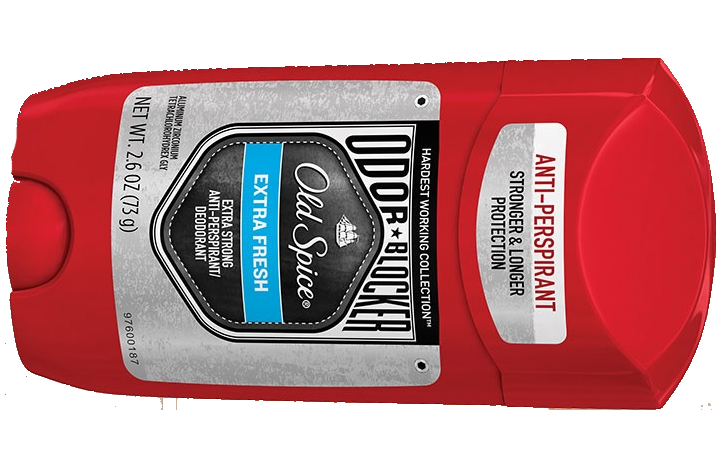 ANTI-PERSPIRANT
STRONGER & LONGER
PROTECTION
HARDEST WORKING COLLECTION™
ODOR★BLOCKER
Old Spice®
EXTRA FRESH
EXTRA STRONG
ANTI-PERSPIRANT/
DEODORANT
ALUMINUM ZIRCONIUM
TETRACHLOROHYDREX GLY
NET WT. 2.6 OZ (73 g)
97600187